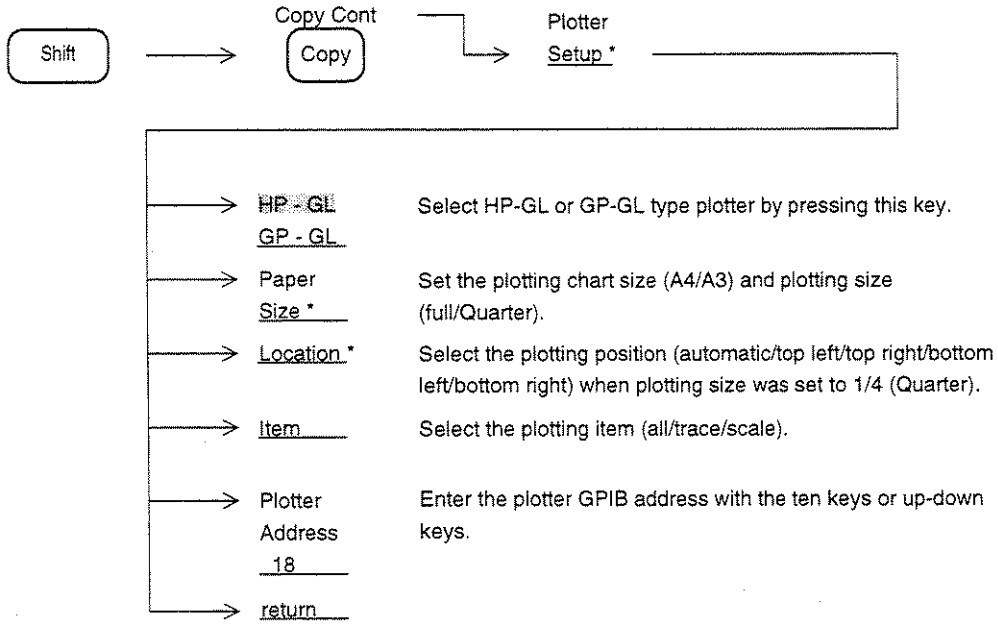 Copy Cont
Shift
Copy
Plotter
Setup *
HP - GL
GP - GL
Select HP-GL or GP-GL type plotter by pressing this key.
Paper
Size *
Set the plotting chart size (A4/A3) and plotting size
(full/Quarter).
Location *
Select the plotting position (automatic/top left/top right/bottom
left/bottom right) when plotting size was set to 1/4 (Quarter).
Item
Select the plotting item (all/trace/scale).
Plotter
Address
18
Enter the plotter GPIB address with the ten keys or up-down
keys.
return